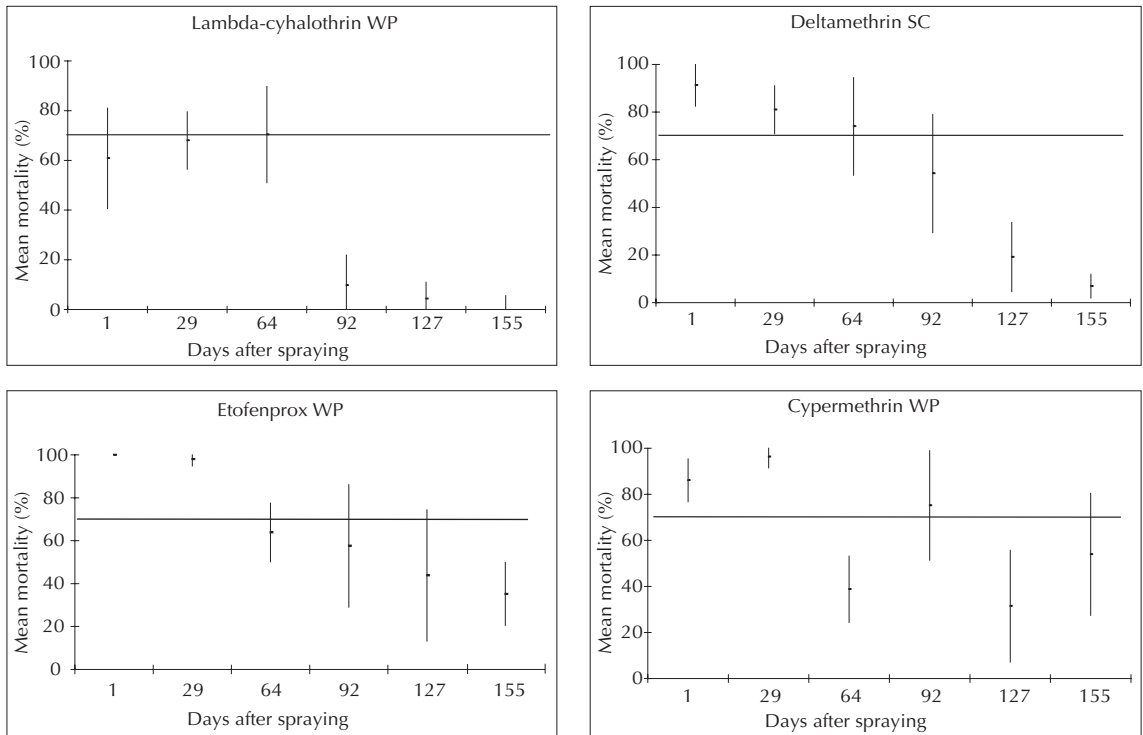 Lambda-cyhalothrin WP
Mean mortality (%)
100
80
60
40
20
0
1 29 64 92 127 155
Days after spraying
Deltamethrin SC
Mean mortality (%)
100
80
60
40
20
0
1 29 64 92 127 155
Days after spraying
Etofenprox WP
Mean mortality (%)
100
80
60
40
20
0
1 29 64 92 127 155
Days after spraying
Cypermethrin WP
Mean mortality (%)
100
80
60
40
20
0
1 29 64 92 127 155
Days after spraying